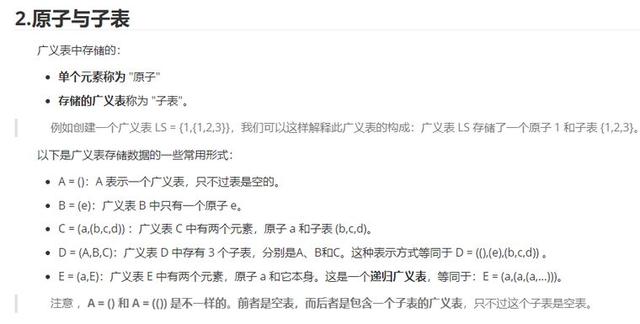 2.原子与子表
广义表中存储的：
• 单个元素称为 "原子"
• 存储的广义表称为 "子表"。
例如创建一个广义表 LS = {1,{1,2,3}}，我们可以这样解释此广义表的构成：广义表 LS 存储了一个原子 1 和子表 {1,2,3}。
以下是广义表存储数据的一些常用形式：
• A = ()：A 表示一个广义表，只不过表是空的。
• B = (e)：广义表 B 中只有一个原子 e。
• C = (a,(b,c,d)) ：广义表 C 中有两个元素，原子 a 和子表 (b,c,d)。
• D = (A,B,C)：广义表 D 中存有 3 个子表，分别是A、B和C。这种表示方式等同于 D = ((),(e),(b,c,d)) 。
• E = (a,E)：广义表 E 中有两个元素，原子 a 和它本身。这是一个递归广义表，等同于：E = (a,(a,(a,…)))。
注意 ，A = () 和 A = (()) 是不一样的。前者是空表，而后者是包含一个子表的广义表，只不过这个子表是空表。